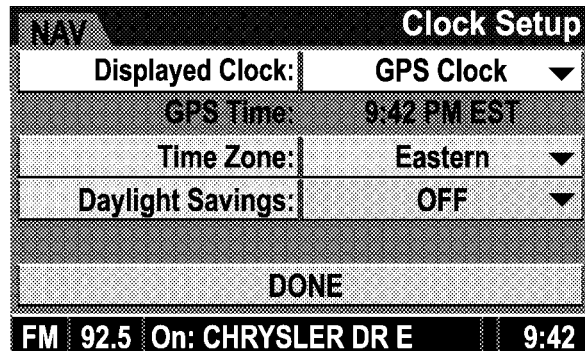 NAV Clock Setup
Displayed Clock: GPS Clock
GPS Time: 9:42 PM EST
Time Zone: Eastern
Daylight Savings: OFF
DONE
FM 92.5 On: CHRYSLER DR E 9:42